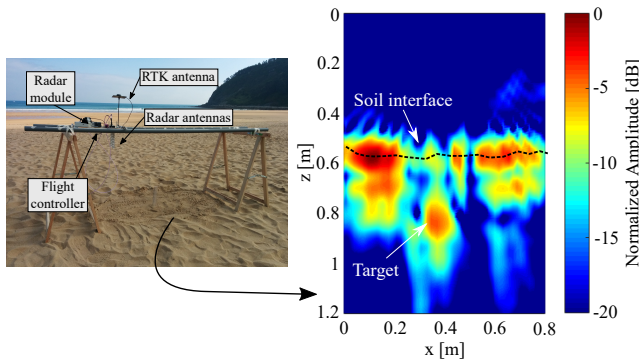 Radar
module
RTK antenna
Radar antennas
Flight
controller
Soil interface
Target
0
0.2
0.4
0.6
0.8
1
1.2
z [m]
0
0.2
0.4
0.6
0.8
x [m]
0
-5
-10
-15
-20
Normalized Amplitude [dB]